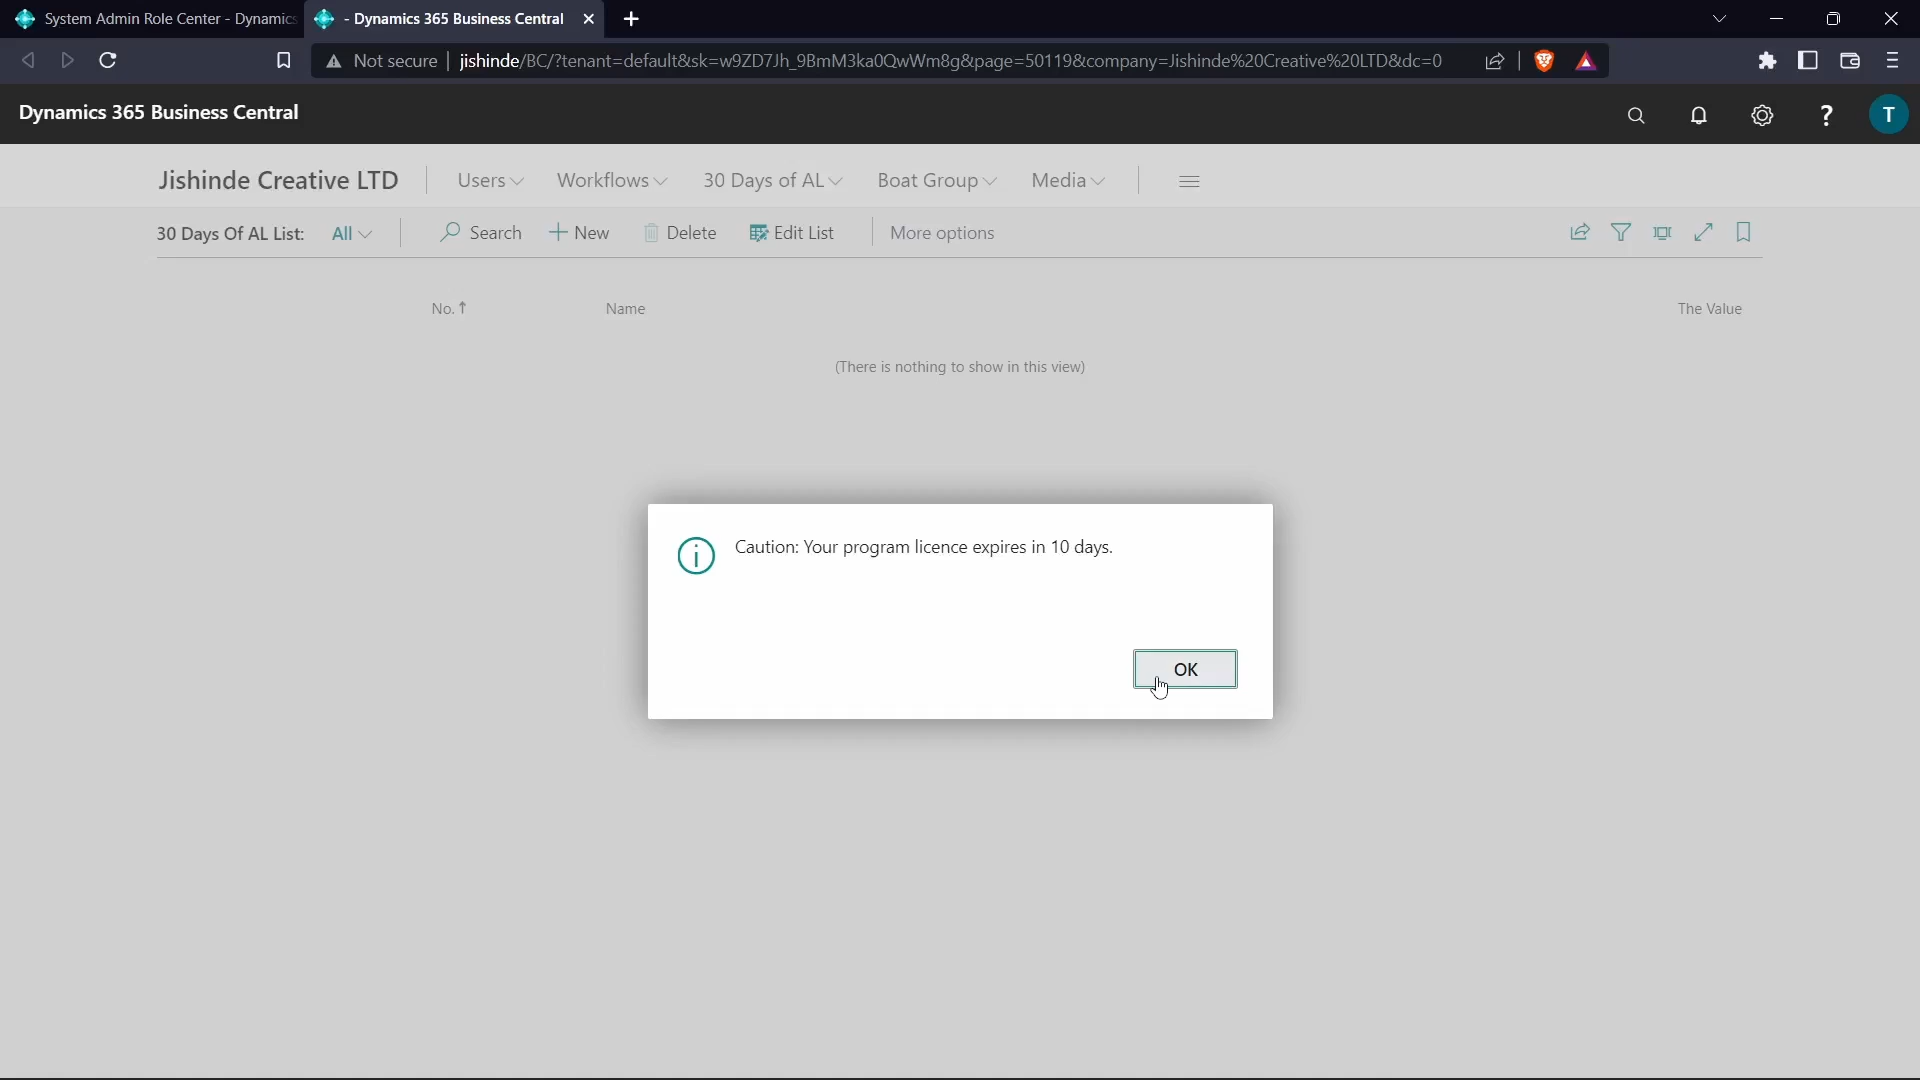 System Admin Role Center - Dynamics
- Dynamics 365 Business Central
Not secure jishinde/BC/?tenant=default&sk=w9ZD7Jh_9BmM3ka0QwWm8g&page=50119&company=Jishinde%20Creative%20LTD&dc=0
Dynamics 365 Business Central
? T
Jishinde Creative LTD Users Workflows 30 Days of AL Boat Group Media
30 Days Of AL List: All Search New Delete Edit List More options
No.↑ Name The Value
(There is nothing to show in this view)
Caution: Your program licence expires in 10 days.
OK